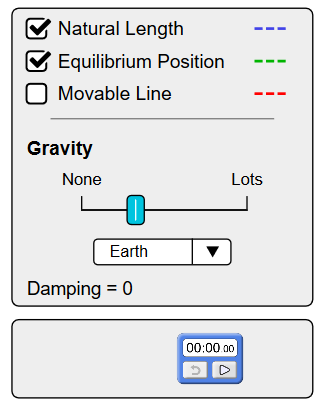 Natural Length
Equilibrium Position
Movable Line
Gravity
None Lots
Earth
Damping = 0
00:00.00